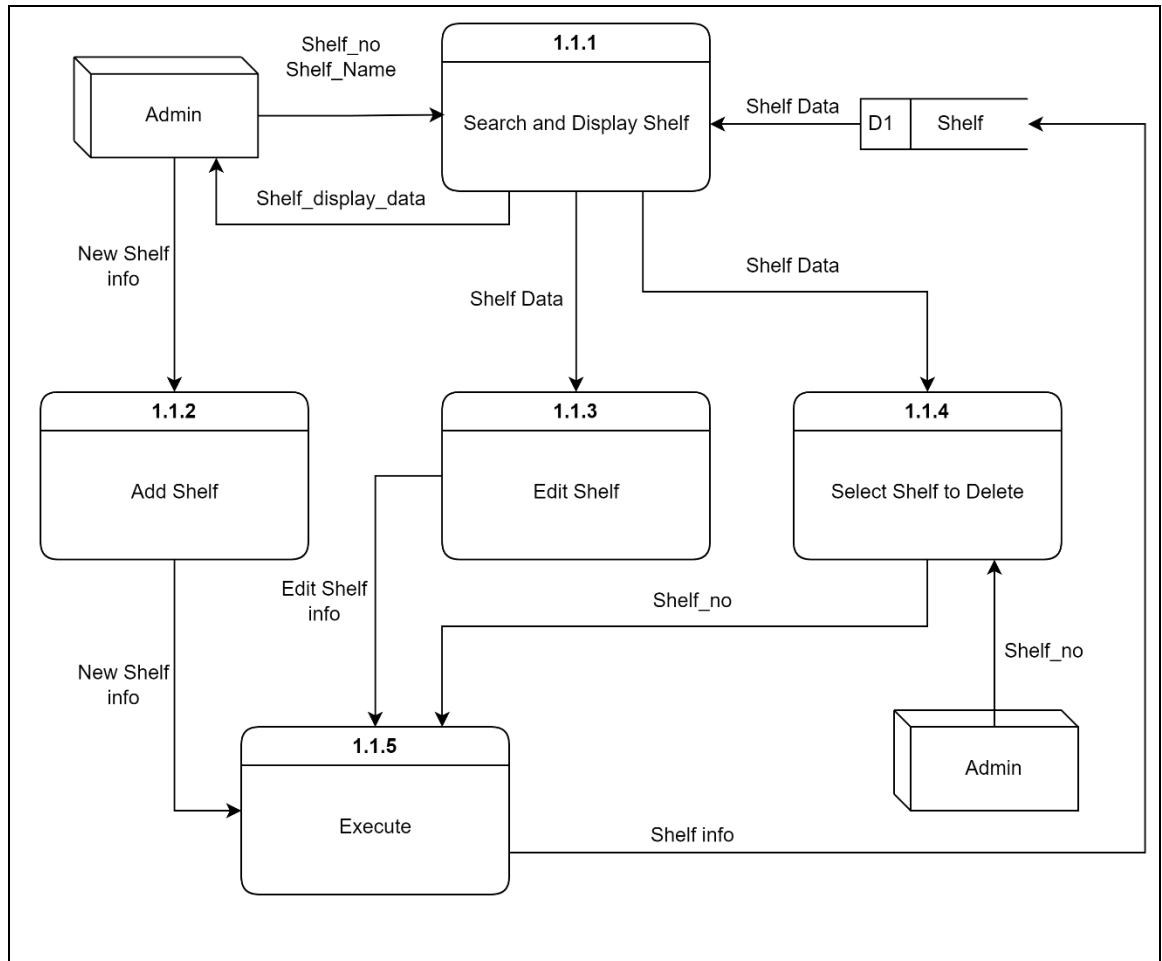 Shelf_no
Shelf_Name
1.1.1
Admin
Search and Display Shelf
Shelf Data
D1
Shelf
Shelf_display_data
New Shelf
info
Shelf Data
Shelf Data
1.1.2
Add Shelf
1.1.3
Edit Shelf
1.1.4
Select Shelf to Delete
Edit Shelf
info
Shelf_no
Shelf_no
New Shelf
info
1.1.5
Execute
Admin
Shelf info